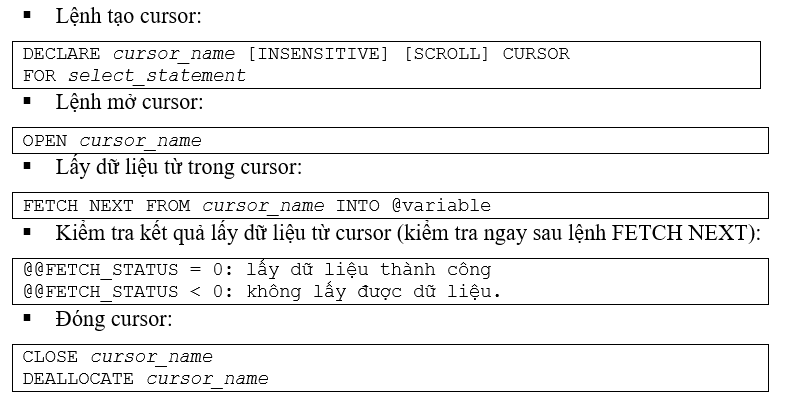 ▪ Lệnh tạo cursor:
DECLARE cursor_name [INSENSITIVE] [SCROLL] CURSOR
FOR select_statement
▪ Lệnh mở cursor:
OPEN cursor_name
▪ Lấy dữ liệu từ trong cursor:
FETCH NEXT FROM cursor_name INTO @variable
▪ Kiểm tra kết quả lấy dữ liệu từ cursor (kiểm tra ngay sau lệnh FETCH NEXT):
@@FETCH_STATUS = 0: lấy dữ liệu thành công
@@FETCH_STATUS < 0: không lấy được dữ liệu.
▪ Đóng cursor:
CLOSE cursor_name
DEALLOCATE cursor_name